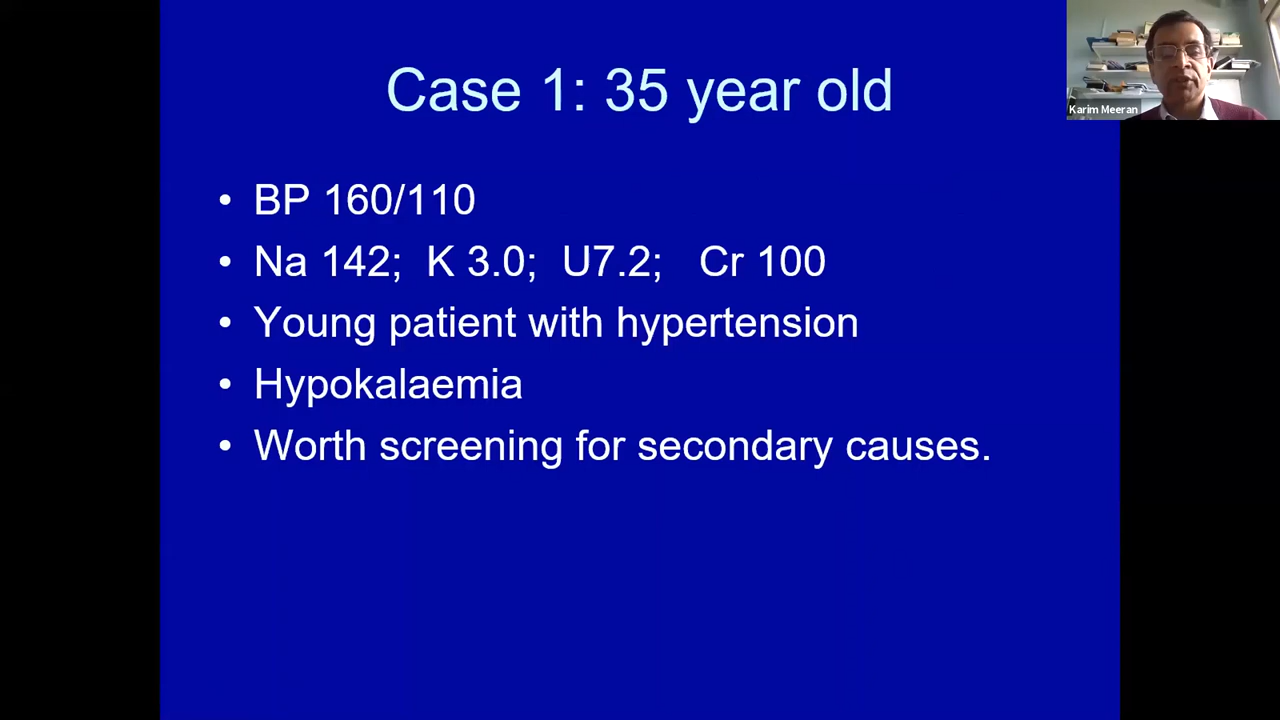 Case 1: 35 year old
Karim Meeran
• BP 160/110
• Na 142; K 3.0; U7.2; Cr 100
• Young patient with hypertension
• Hypokalaemia
• Worth screening for secondary causes.